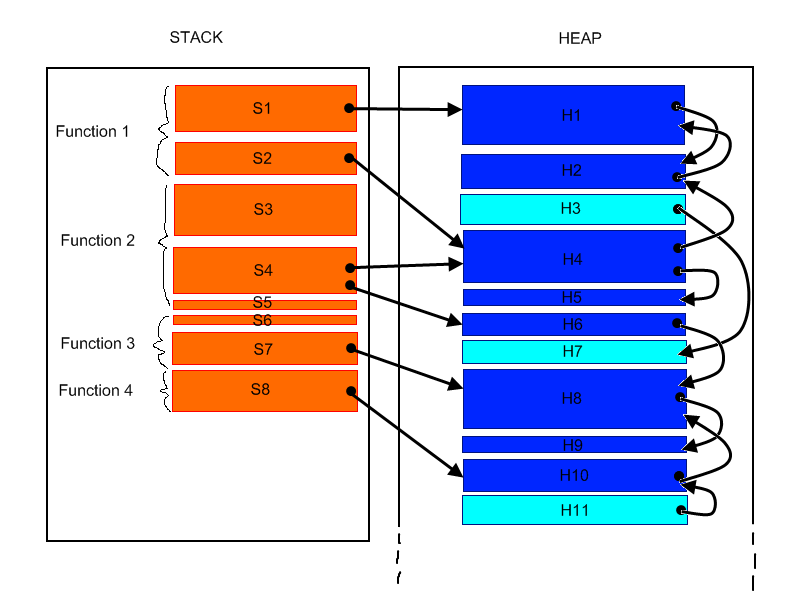 STACK
HEAP
Function 1
S1
S2
Function 2
S3
S4
S5
Function 3
S6
S7
Function 4
S8
H1
H2
H3
H4
H5
H6
H7
H8
H9
H10
H11